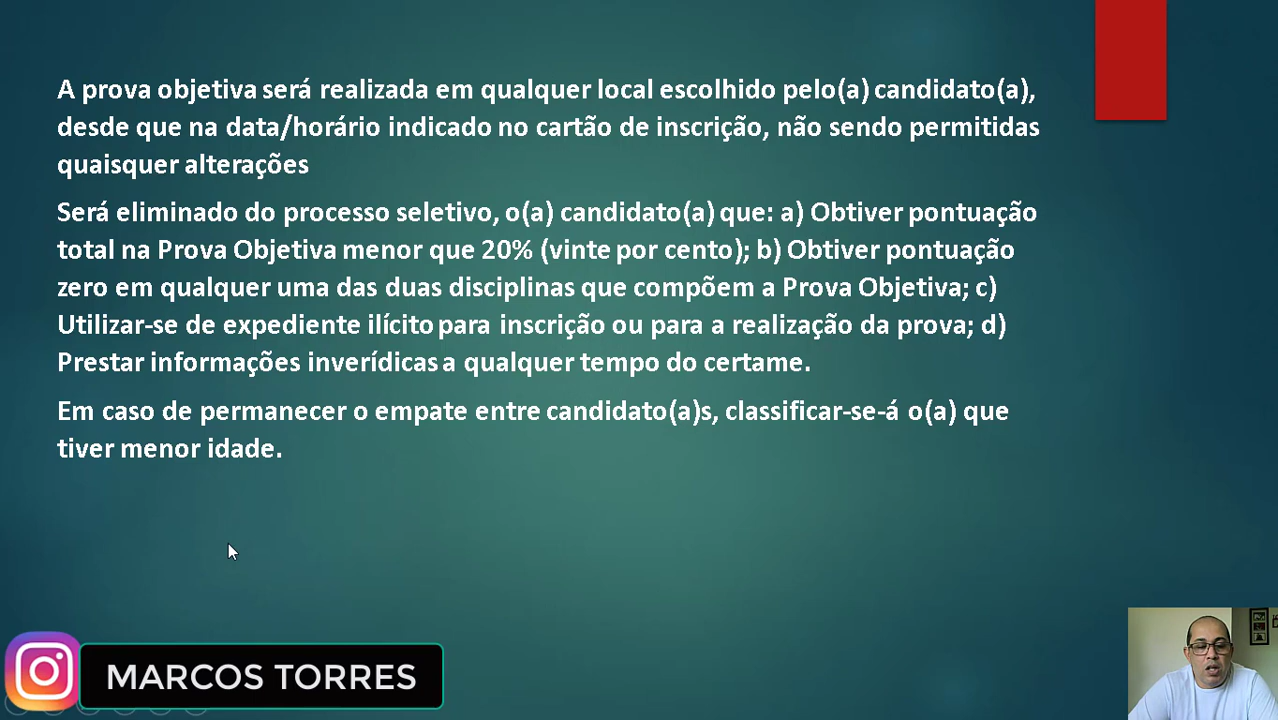 A prova objetiva será realizada em qualquer local escolhido pelo(a) candidato(a),
desde que na data/horário indicado no cartão de inscrição, não sendo permitidas
quaisquer alterações
Será eliminado do processo seletivo, o(a) candidato(a) que: a) Obtiver pontuação
total na Prova Objetiva menor que 20% (vinte por cento); b) Obtiver pontuação
zero em qualquer uma das duas disciplinas que compõem a Prova Objetiva; c)
Utilizar-se de expediente ilícito para inscrição ou para a realização da prova; d)
Prestar informações inverídicas a qualquer tempo do certame.
Em caso de permanecer o empate entre candidato(a)s, classificar-se-á o(a) que
tiver menor idade.
MARCOS TORRES